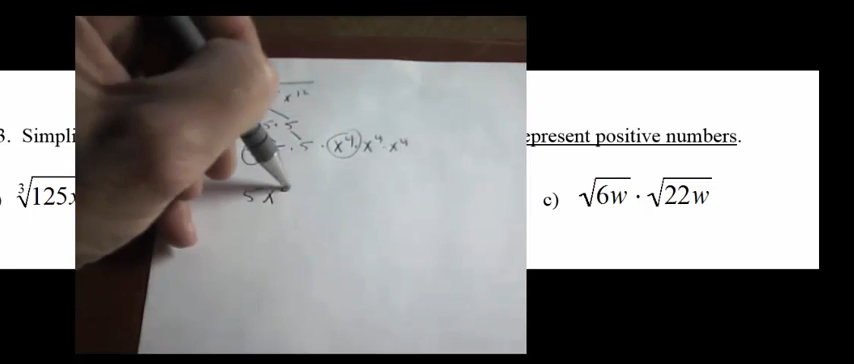 3. Simpli
epresent positive numbers.
∛125x
c) √6w · √22w
x¹²
5 · 5
· 5 · x⁴ · x⁴ · x⁴
5x